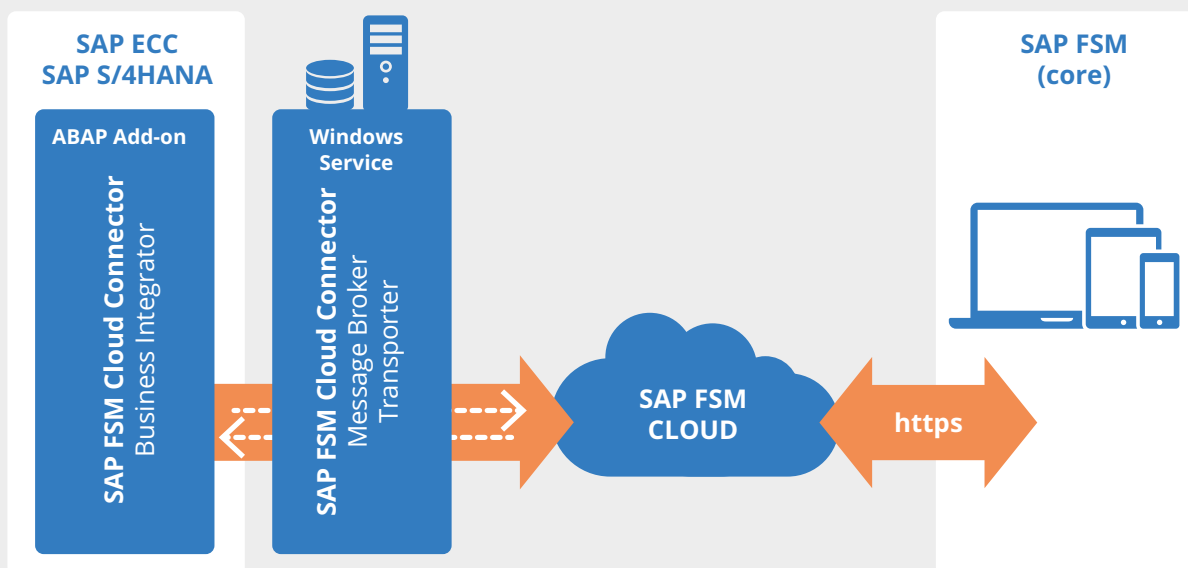 SAP ECC
SAP S/4HANA
ABAP Add-on
SAP FSM Cloud Connector
Business Integrator
Windows
Service
SAP FSM Cloud Connector
Message Broker
Transporter
SAP FSM
CLOUD
https
SAP FSM
(core)